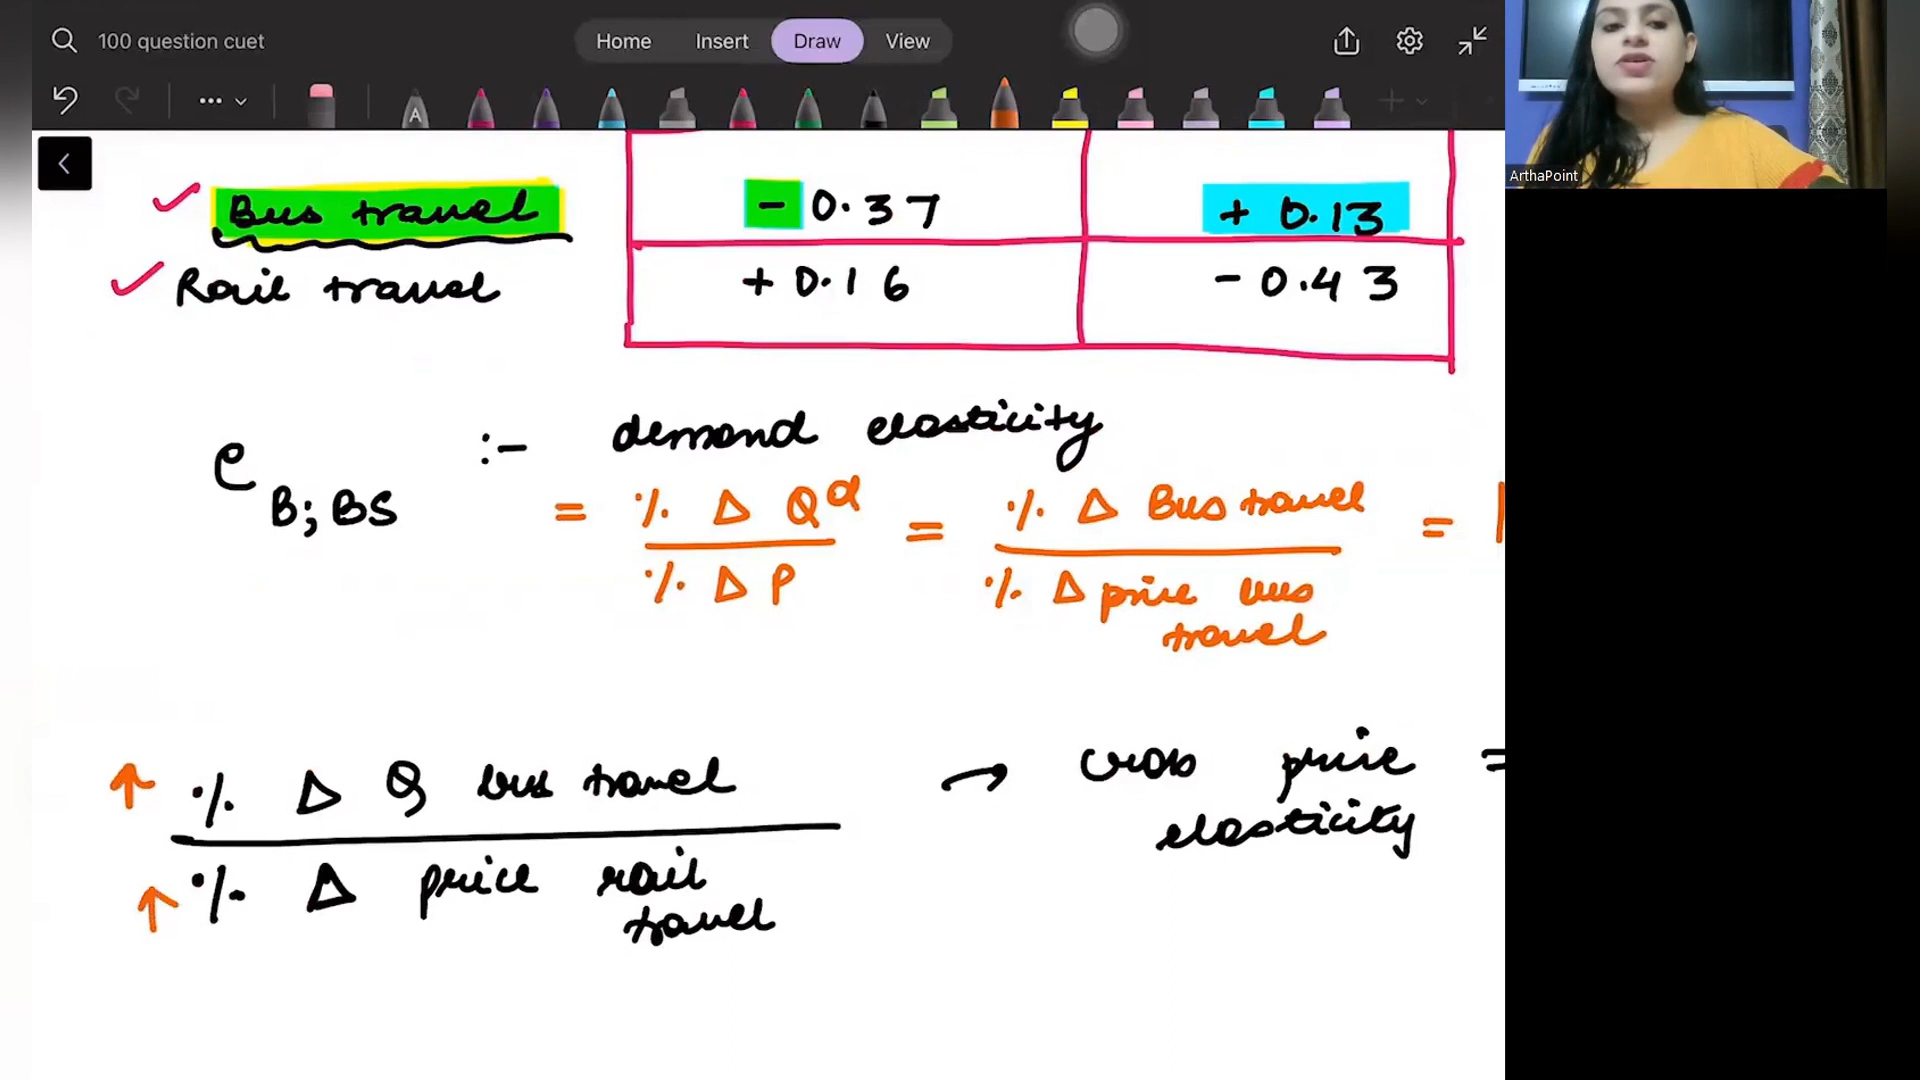 100 question cuet
Home Insert Draw View
A
ArthaPoint
Bus travel - 0.37 + 0.13
Rail travel + 0.16 - 0.43
e B; BS :- demand elasticity
= % Δ Qd / % Δ P = % Δ Bus travel / % Δ price bus travel =
↑ % Δ Q bus travel → cross price =
elasticity
↑ % Δ price rail
travel